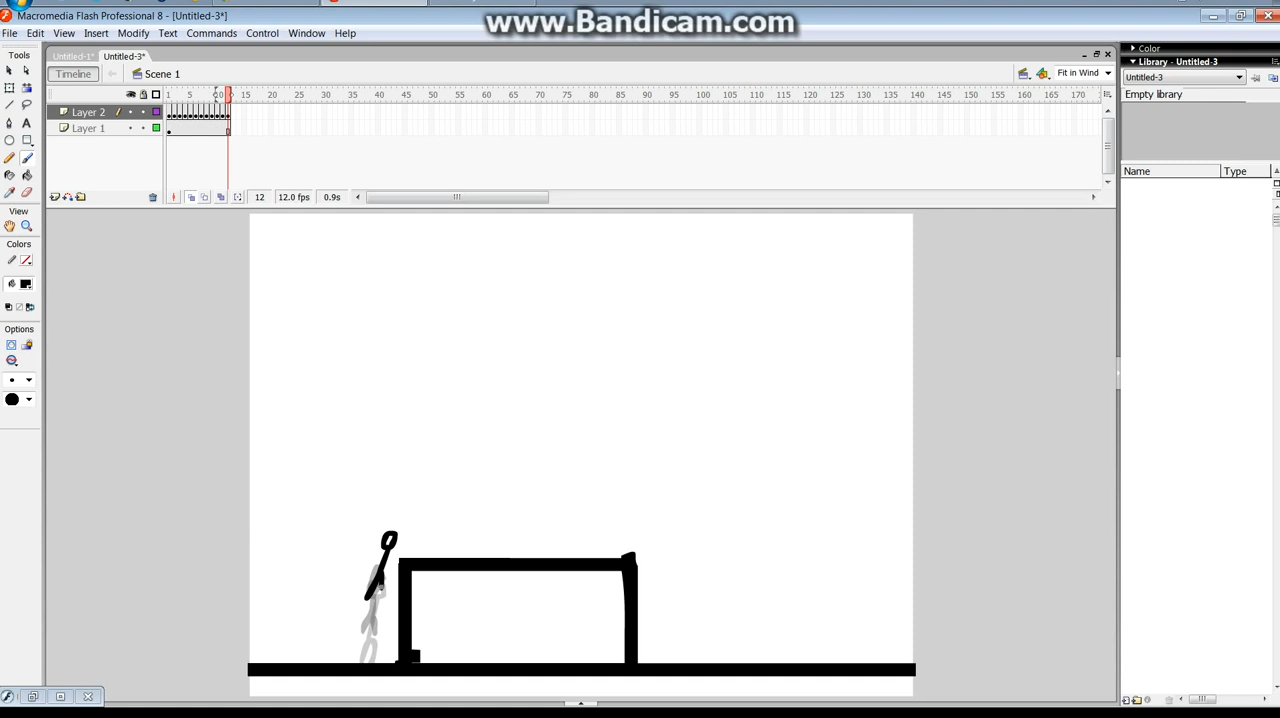 www.Bandicam.com
Macromedia Flash Professional 8 - [Untitled-3*]
File Edit View Insert Modify Text Commands Control Window Help
Tools
Untitled-1* Untitled-3*
Timeline Scene 1 Fit in Wind
1 5 10 15 20 25 30 35 40 45 50 55 60 65 70 75 80 85 90 95 100 105 110 115 120 125 130 135 140 145 150 155 160 165 170
Layer 2
Layer 1
12 12.0 fps 0.9s
View
Colors
Options
Color
Library - Untitled-3
Untitled-3
Empty library
Name Type